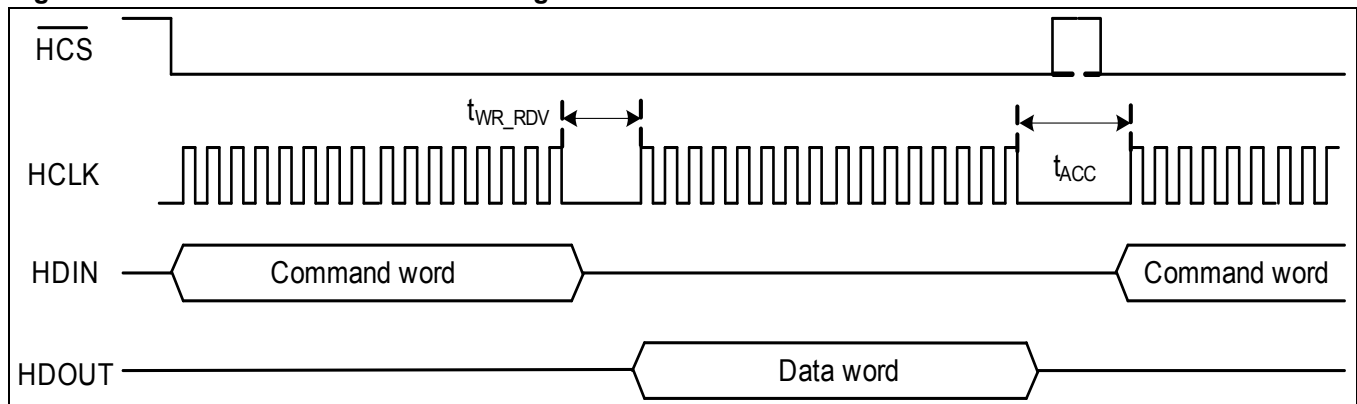 HCS
tWR_RDV
HCLK
tACC
HDIN
Command word
Command word
HDOUT
Data word